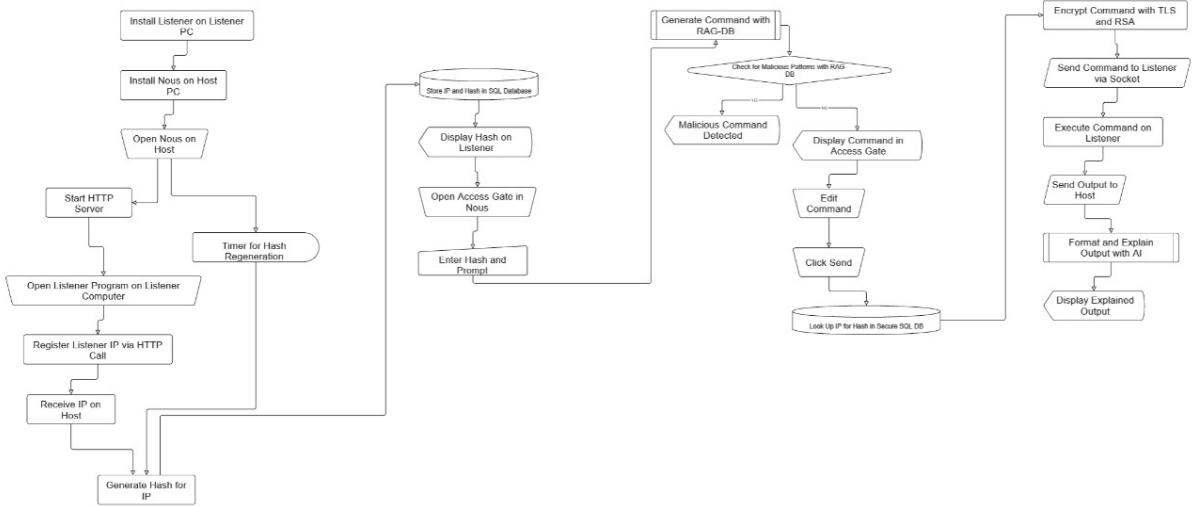 Install Listener on Listener
PC
Install Nous on Host
PC
Open Nous on
Host
Start HTTP
Server
Timer for Hash
Regeneration
Open Listener Program on Listener
Computer
Register Listener IP via HTTP
Call
Receive IP on
Host
Generate Hash for
IP
Store IP and Hash in SQL Database
Display Hash on
Listener
Open Access Gate in
Nous
Enter Hash and
Prompt
Generate Command with
RAG-DB
Check for Malicious Patterns with RAG-
DB
Malicious Command
Detected
Display Command in
Access Gate
Edit
Command
Click Send
Look Up IP for Hash in Secure SQL DB
Encrypt Command with TLS
and RSA
Send Command to Listener
via Socket
Execute Command on
Listener
Send Output to
Host
Format and Explain
Output with AI
Display Explained
Output